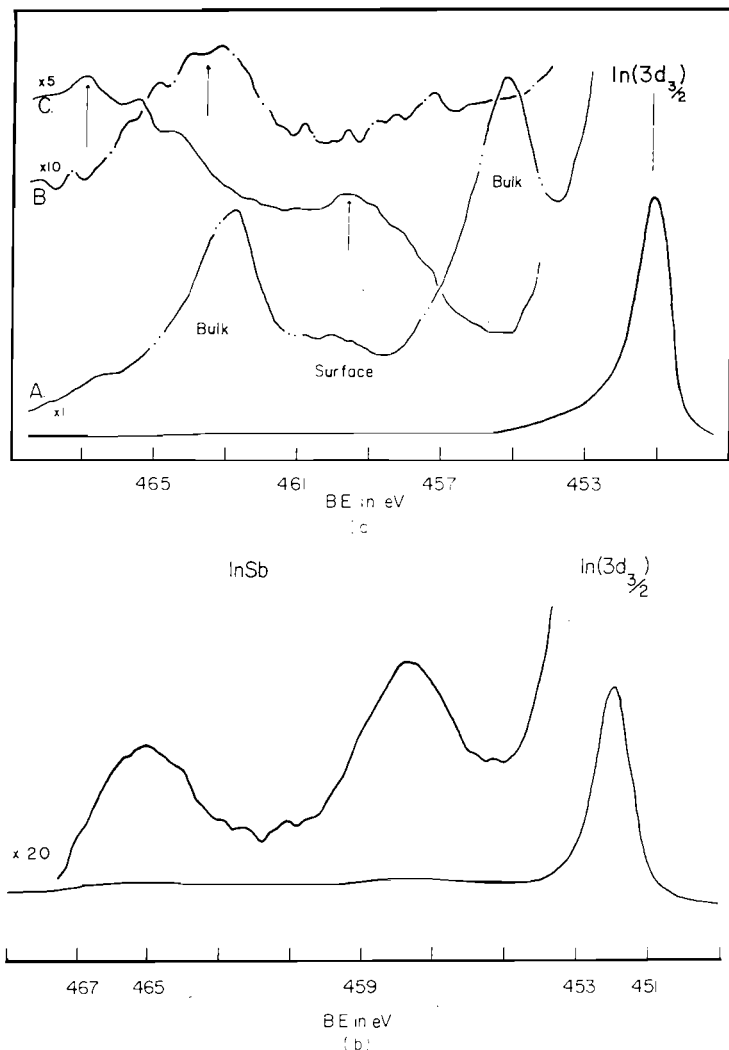 x5
C.
In(3d3/2)
x10
B
Bulk
Bulk
Surface
A.
x1
465 461 457 453
BE in eV
InSb
In(3d3/2)
x 20
467 465 459 453 451
BE in eV
(b)